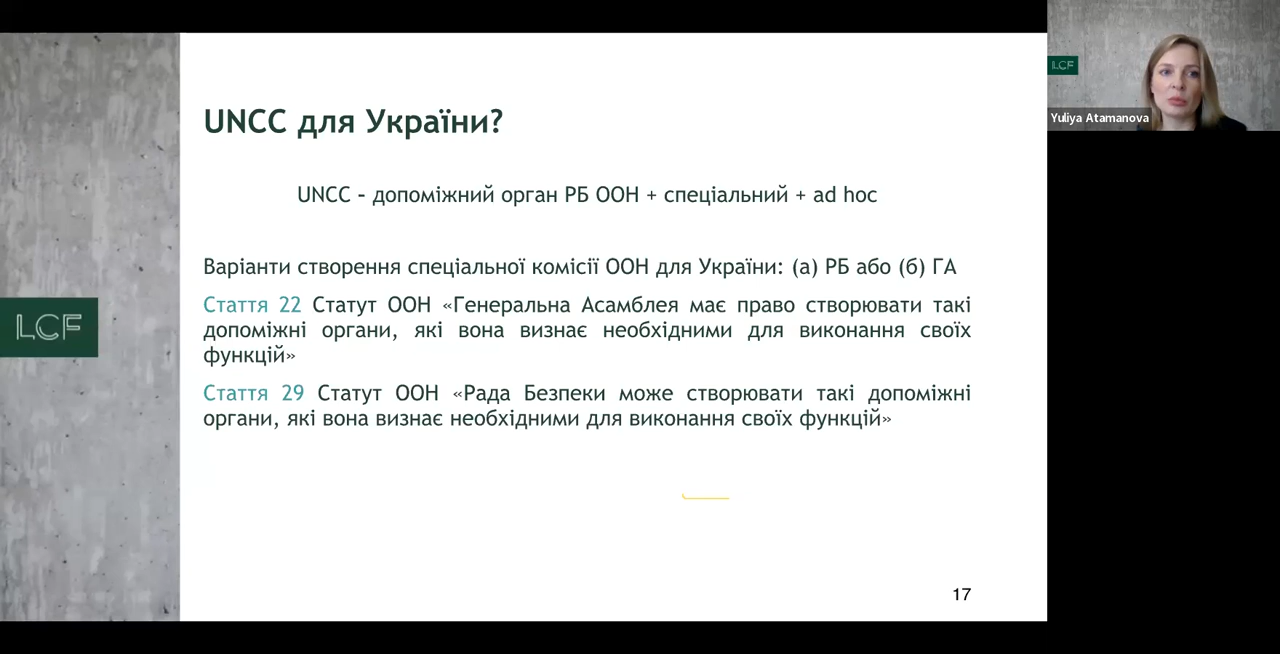 UNCC для України?
UNCC – допоміжний орган РБ ООН + спеціальний + ad hoc
Варіанти створення спеціальної комісії ООН для України: (а) РБ або (б) ГА
Стаття 22 Статут ООН «Генеральна Асамблея має право створювати такі
допоміжні органи, які вона визнає необхідними для виконання своїх
функцій»
Стаття 29 Статут ООН «Рада Безпеки може створювати такі допоміжні
органи, які вона визнає необхідними для виконання своїх функцій»
17
LCF
LCF
Yuliya Atamanova